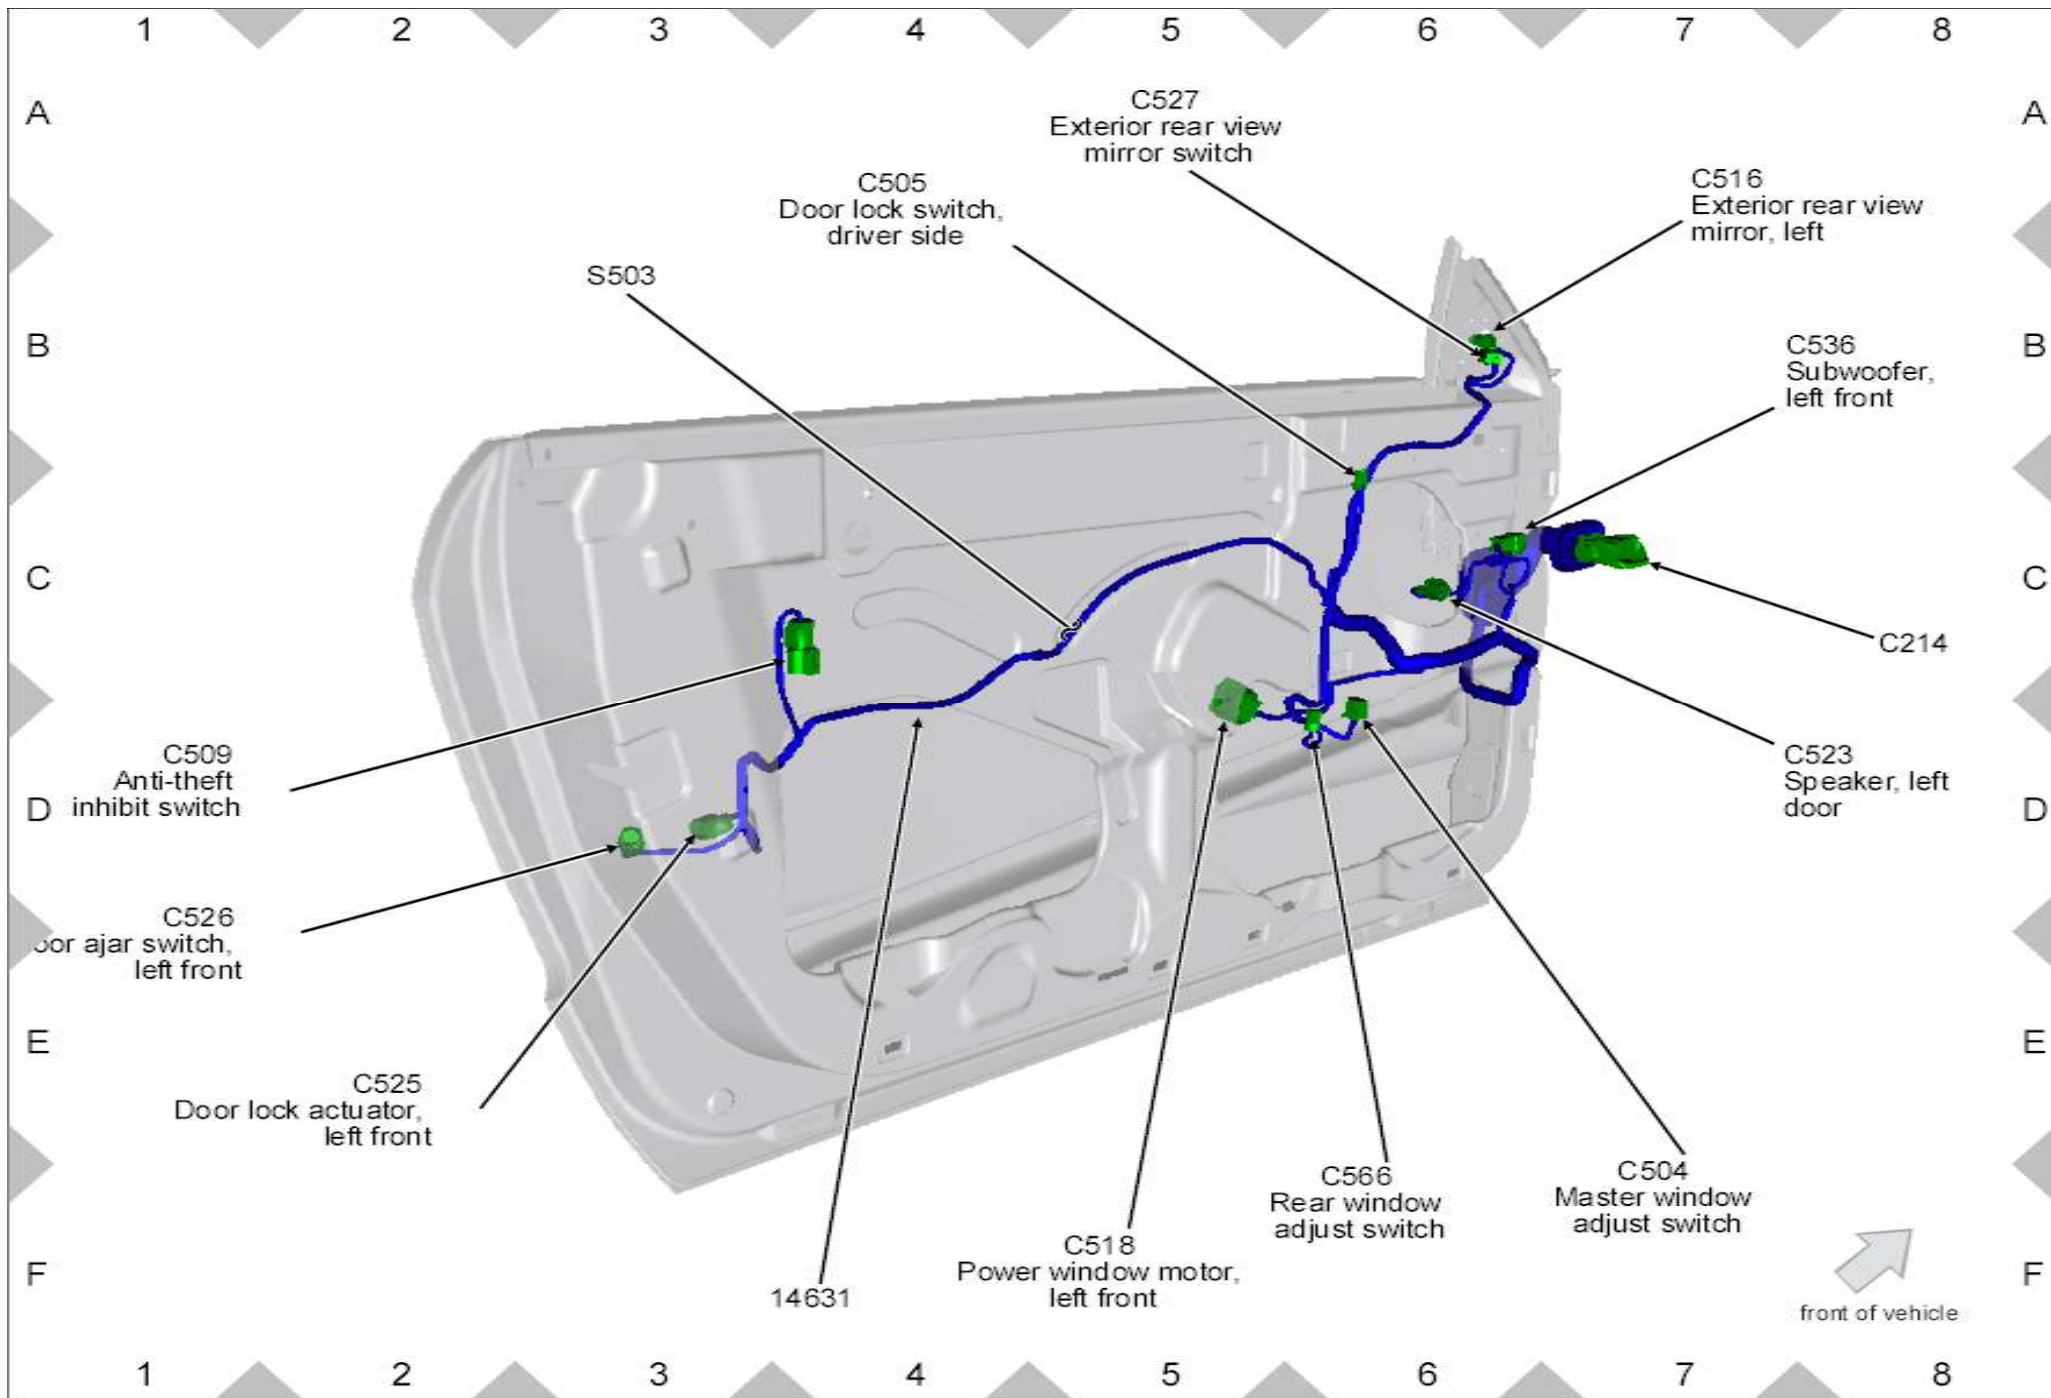 1 2 3 4 5 6 7 8
A A
C527
Exterior rear view
mirror switch
C505
Door lock switch,
driver side
C516
Exterior rear view
mirror, left
S503
B B
C536
Subwoofer,
left front
C C
C214
C509
Anti-theft
inhibit switch
D D
C523
Speaker, left
door
C526
ajar switch,
left front
E E
C525
Door lock actuator,
left front
C566
Rear window
adjust switch
C504
Master window
adjust switch
C518
Power window motor,
left front
F F
14631
front of vehicle
1 2 3 4 5 6 7 8